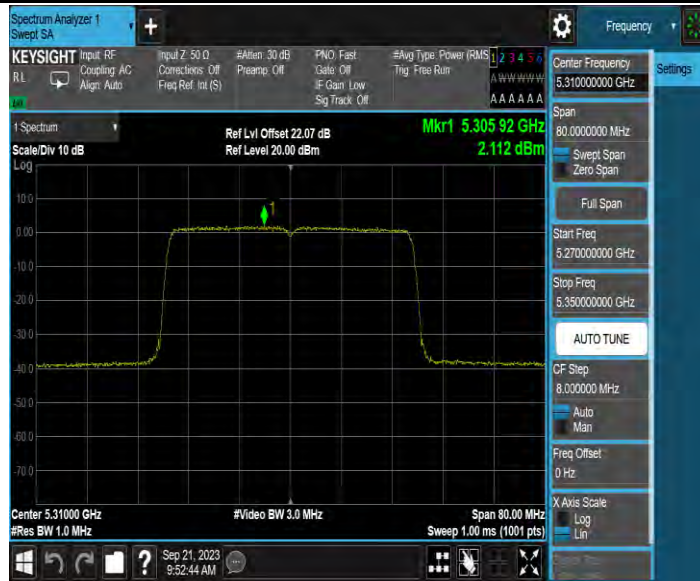 Spectrum Analyzer 1
Swept SA
Frequency
KEYSIGHT Input: RF Input Z: 50 Ω #Atten: 30 dB PNO: Fast #Avg Type: Power (RMS 1 2 3 4 5 6
RL Coupling: AC Corrections: Off Preamp: Off Gate: Off Trig: Free Run A W W W W W
Align: Auto Freq Ref: Int (S) IF Gain: Low
Sig Track: Off A A A A A A
1 Spectrum
Ref Lvl Offset 22.07 dB Mkr1 5.305 92 GHz
Scale/Div 10 dB Ref Level 20.00 dBm 2.112 dBm
Log
10.0
1
0.00
-10.0
-20.0
-30.0
-40.0
-50.0
-60.0
-70.0
Center 5.31000 GHz #Video BW 3.0 MHz Span 80.00 MHz
#Res BW 1.0 MHz Sweep 1.00 ms (1001 pts)
Sep 21, 2023
9:52:44 AM
Center Frequency
5.310000000 GHz
Settings
Span
80.0000000 MHz
Swept Span
Zero Span
Full Span
Start Freq
5.270000000 GHz
Stop Freq
5.350000000 GHz
AUTO TUNE
CF Step
8.000000 MHz
Auto
Man
Freq Offset
0 Hz
X Axis Scale
Log
Lin